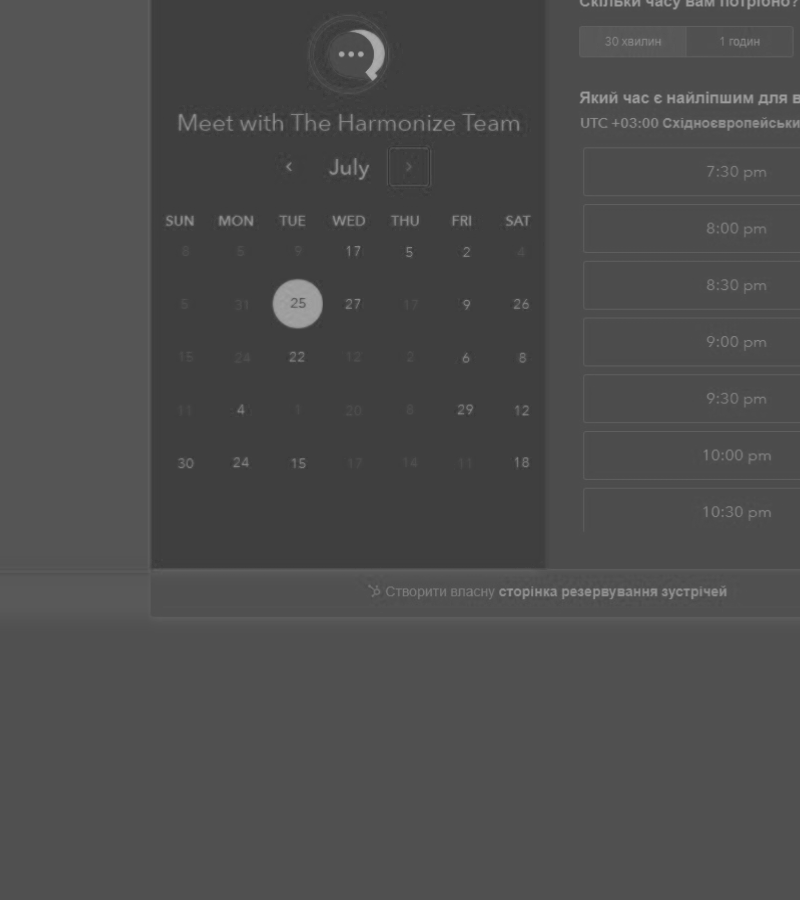 Скільки часу вам потрібно?
30 хвилин 1 годин
Meet with The Harmonize Team
July
SUN MON TUE WED THU FRI SAT
8 5 9 17 5 2 4
5 31 25 27 17 9 26
15 24 22 12 2 6 8
11 4 1 20 8 29 12
30 24 15 17 14 11 18
Який час є найліпшим для в
UTC +03:00 Східноєвропейськи
7:30 pm
8:00 pm
8:30 pm
9:00 pm
9:30 pm
10:00 pm
10:30 pm
Створити власну сторінка резервування зустрічей